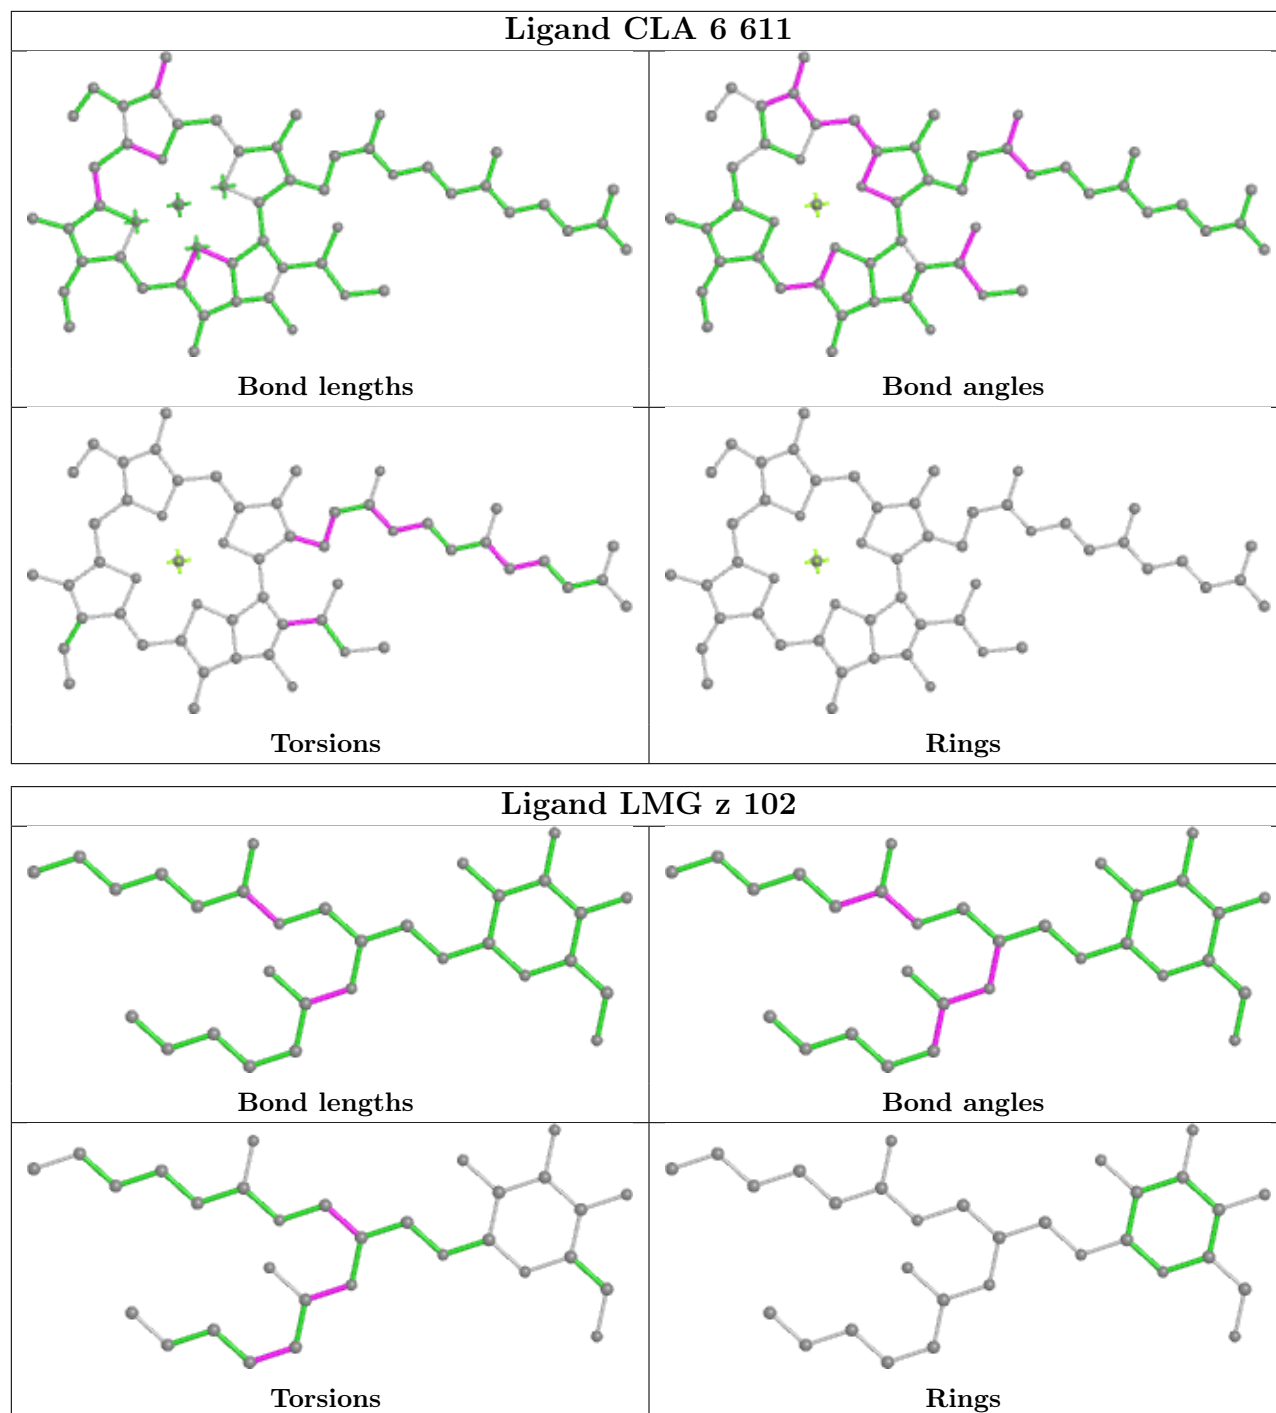 Ligand CLA 6 611
Bond lengths
Bond angles
Torsions
Rings
Ligand LMG z 102
Bond lengths
Bond angles
Torsions
Rings